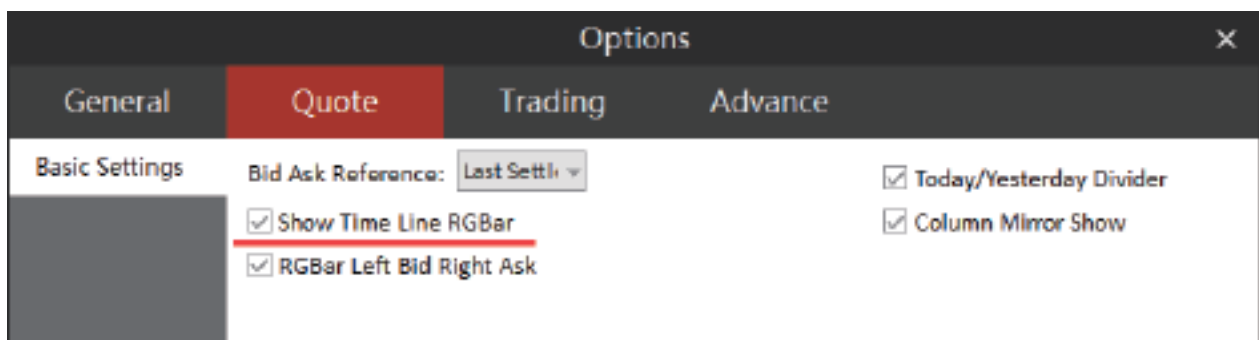 Options
General Quote Trading Advance
Basic Settings
Bid Ask Reference: Last Settl
Today/Yesterday Divider
Show Time Line RGBar
Column Mirror Show
RGBar Left Bid Right Ask